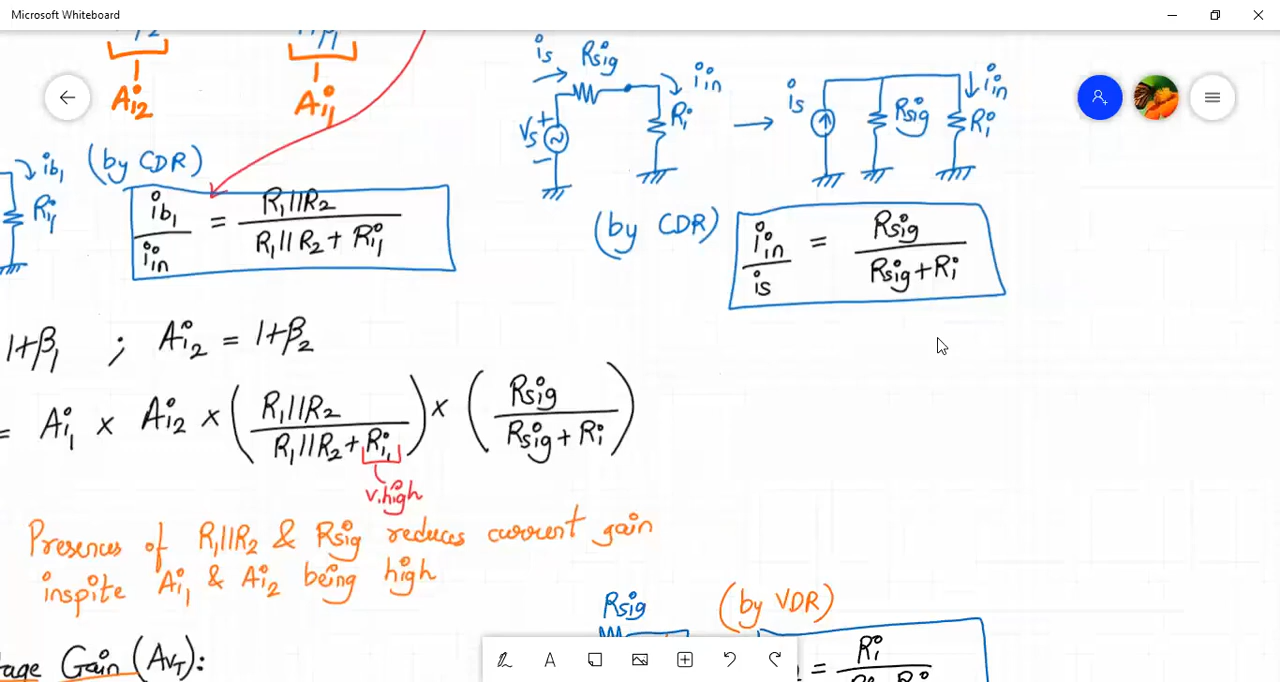 Microsoft Whiteboard
Ai2
Ai1
is
Rsig
iin
Vs
+
−
Ri
is
Rsig
iin
Ri
ib1
Ri1
(by CDR)
ib1/iin = R1//R2 / R1//R2 + Ri1
(by CDR)
iin/is = Rsig / Rsig + Ri
1+β1 ; Ai2 = 1+β2
= Ai1 × Ai2 × (R1//R2 / R1//R2 + Ri1) × (Rsig / Rsig + Ri)
v.high
Presences of R1//R2 & Rsig reduces current gain
inspite Ai1 & Ai2 being high
Rsig
(by VDR)
tage Gain (AVT):
= Ri